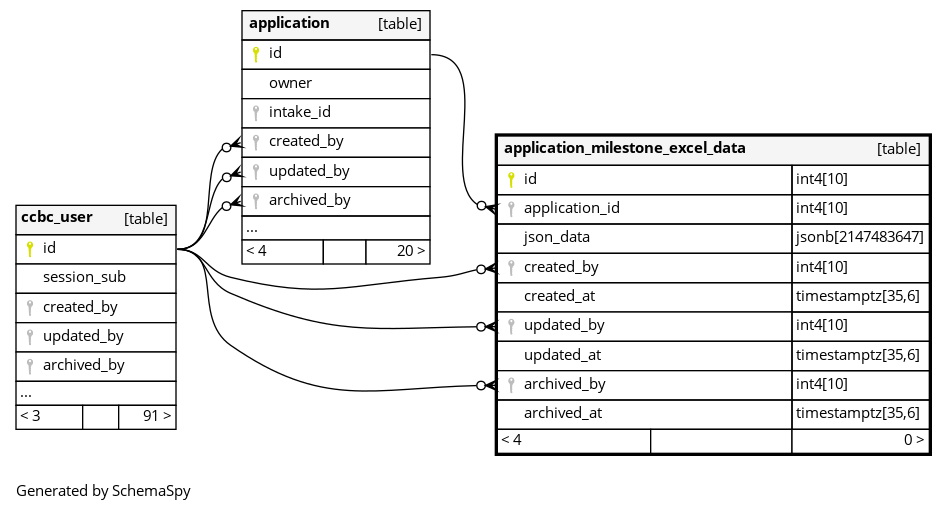 application [table]
id
owner
intake_id
created_by
updated_by
archived_by
...
< 4 20 >
ccbc_user [table]
id
session_sub
created_by
updated_by
archived_by
...
< 3 91 >
application_milestone_excel_data [table]
id int4[10]
application_id int4[10]
json_data jsonb[2147483647]
created_by int4[10]
created_at timestamptz[35,6]
updated_by int4[10]
updated_at timestamptz[35,6]
archived_by int4[10]
archived_at timestamptz[35,6]
< 4 0 >
Generated by SchemaSpy